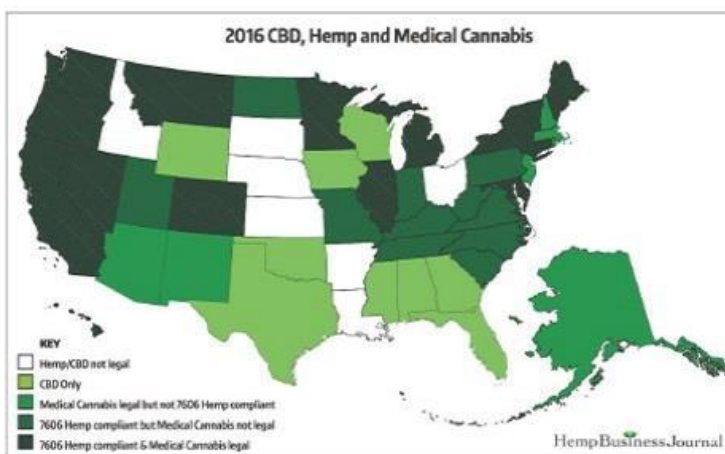 2016 CBD, Hemp and Medical Cannabis
KEY
Hemp/CBD not legal
CBD Only
Medical Cannabis legal but not 7606 Hemp compliant
7606 Hemp compliant but Medical Cannabis not legal
7606 Hemp compliant & Medical Cannabis legal
HempBusinessJournal